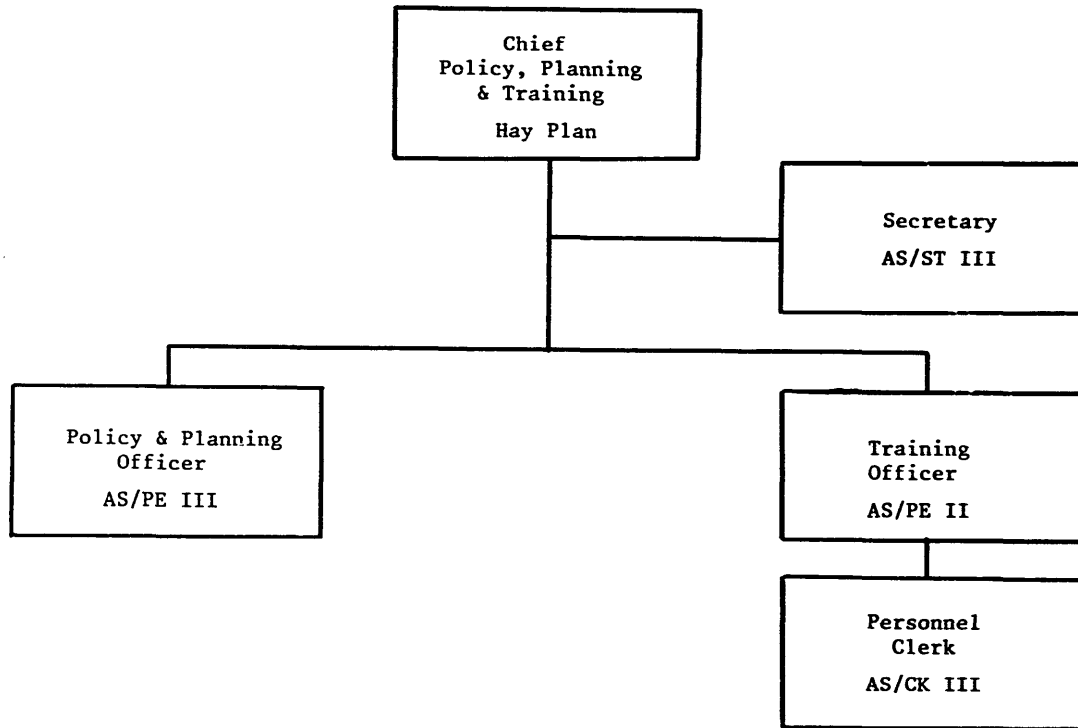 Chief
Policy, Planning
& Training
Hay Plan
Secretary
AS/ST III
Policy & Planning
Officer
AS/PE III
Training
Officer
AS/PE II
Personnel
Clerk
AS/CK III